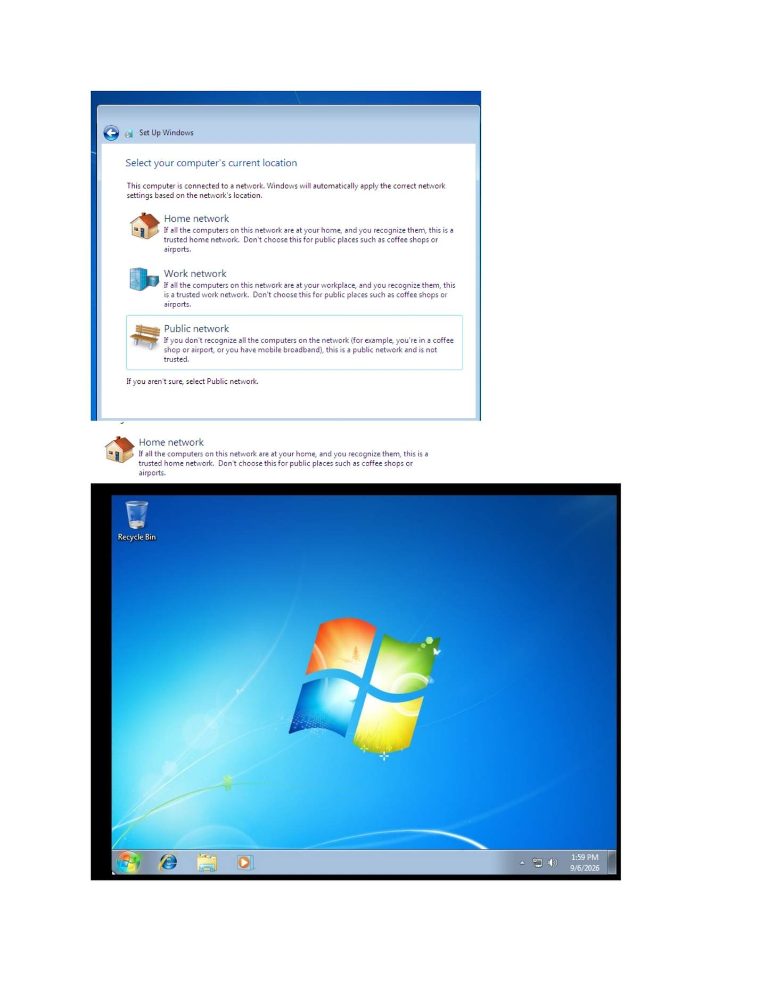 Set Up Windows
Select your computer's current location
This computer is connected to a network. Windows will automatically apply the correct network
settings based on the network's location.
Home network
If all the computers on this network are at your home, and you recognize them, this is a
trusted home network.  Don't choose this for public places such as coffee shops or
airports.
Work network
If all the computers on this network are at your workplace, and you recognize them, this
is a trusted work network.  Don't choose this for public places such as coffee shops or
airports.
Public network
If you don't recognize all the computers on the network (for example, you're in a coffee
shop or airport, or you have mobile broadband), this is a public network and is not
trusted.
If you aren't sure, select Public network.
Home network
If all the computers on this network are at your home, and you recognize them, this is a
trusted home network.  Don't choose this for public places such as coffee shops or
airports.
Recycle Bin
1:59 PM
9/6/2026